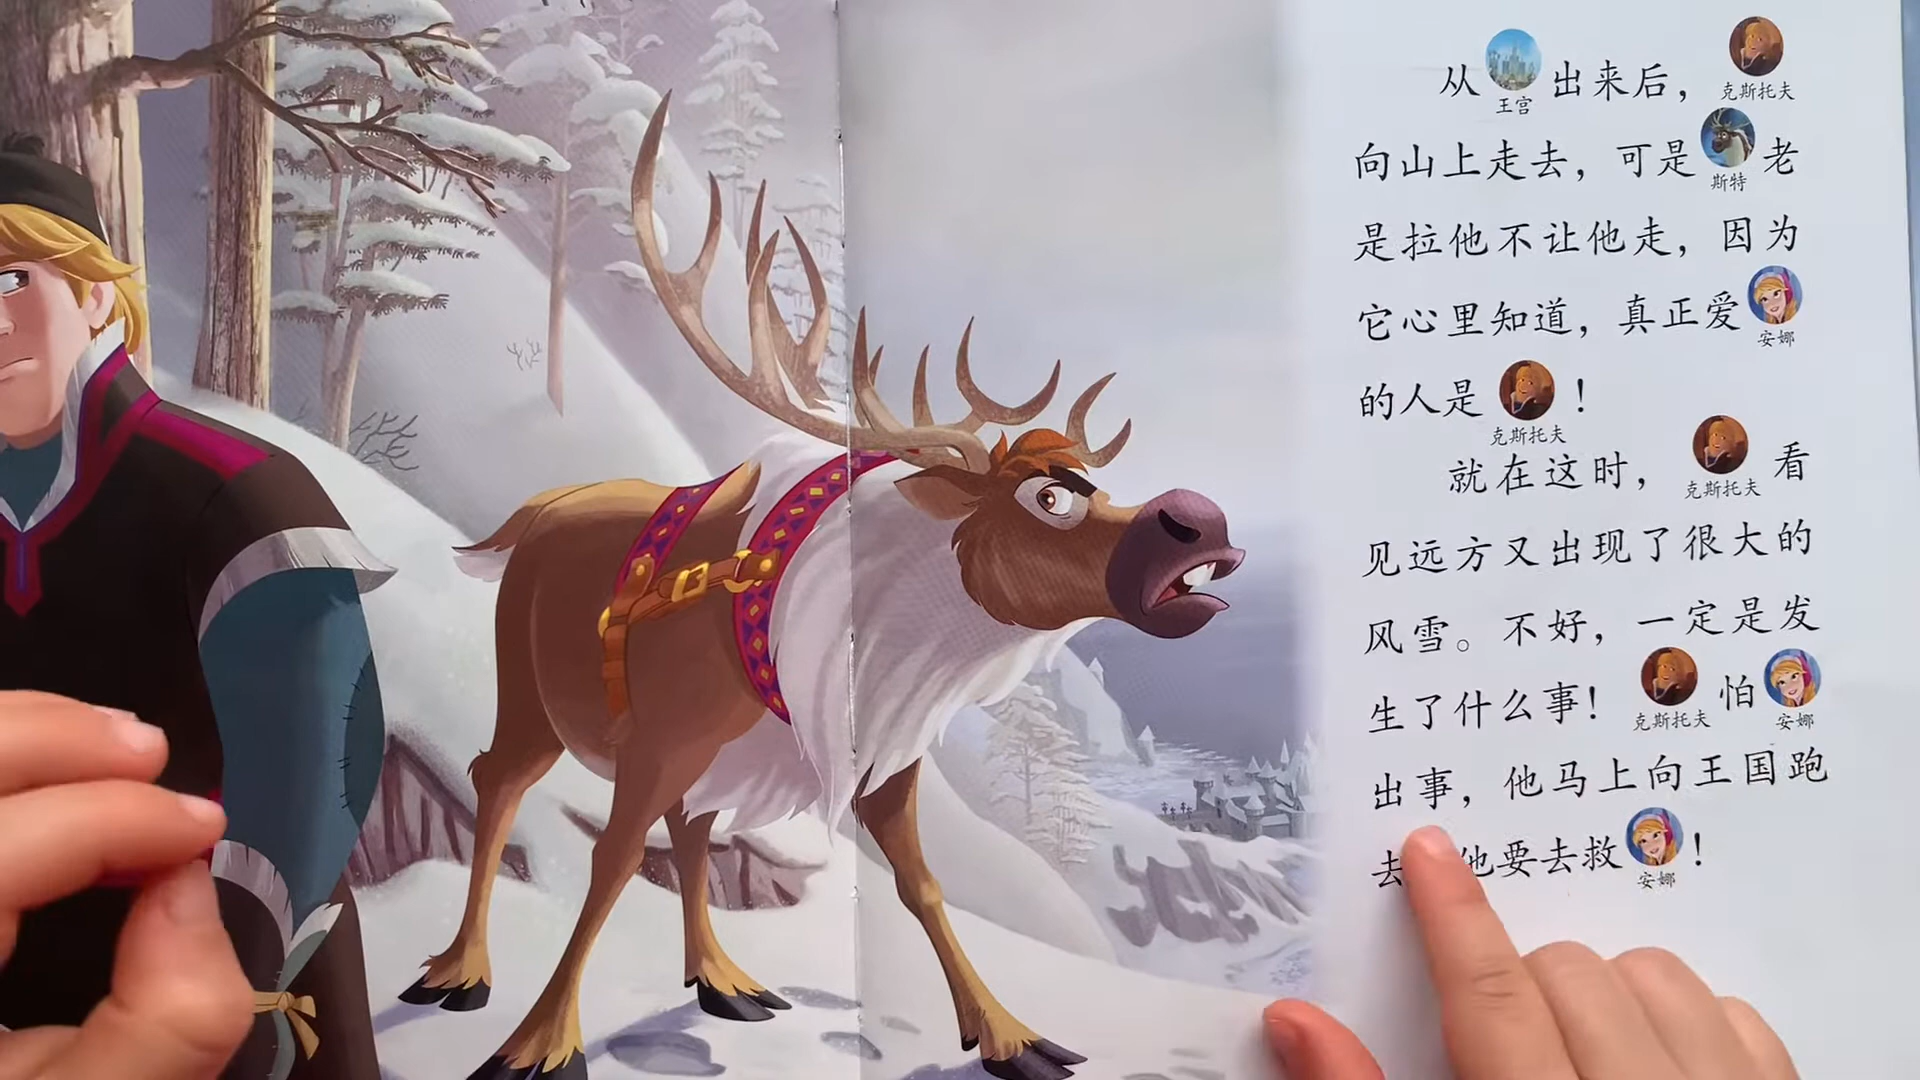 从王宫出来后，克斯托夫
向山上走去，可是斯特老
是拉他不让他走，因为
它心里知道，真正爱安娜
的人是克斯托夫！
就在这时，克斯托夫看
见远方又出现了很大的
风雪。不好，一定是发
生了什么事！克斯托夫怕安娜
出事，他马上向王国跑
去 他要去救安娜！